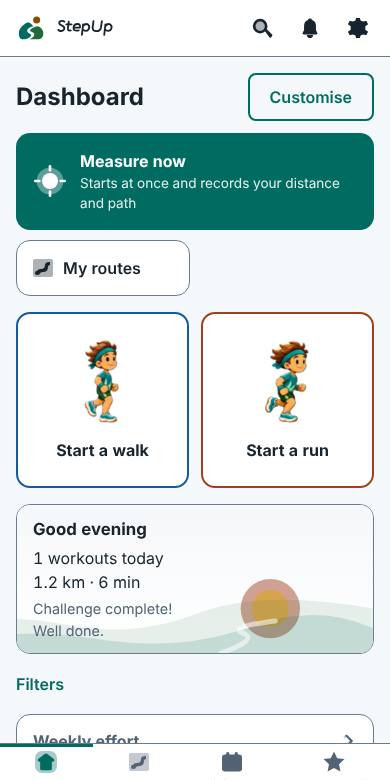 StepUp
Dashboard
Customise
Measure now
Starts at once and records your distance
and path
My routes
Start a walk
Start a run
Good evening
1 workouts today
1.2 km · 6 min
Challenge complete!
Well done.
Filters
Weekly effort